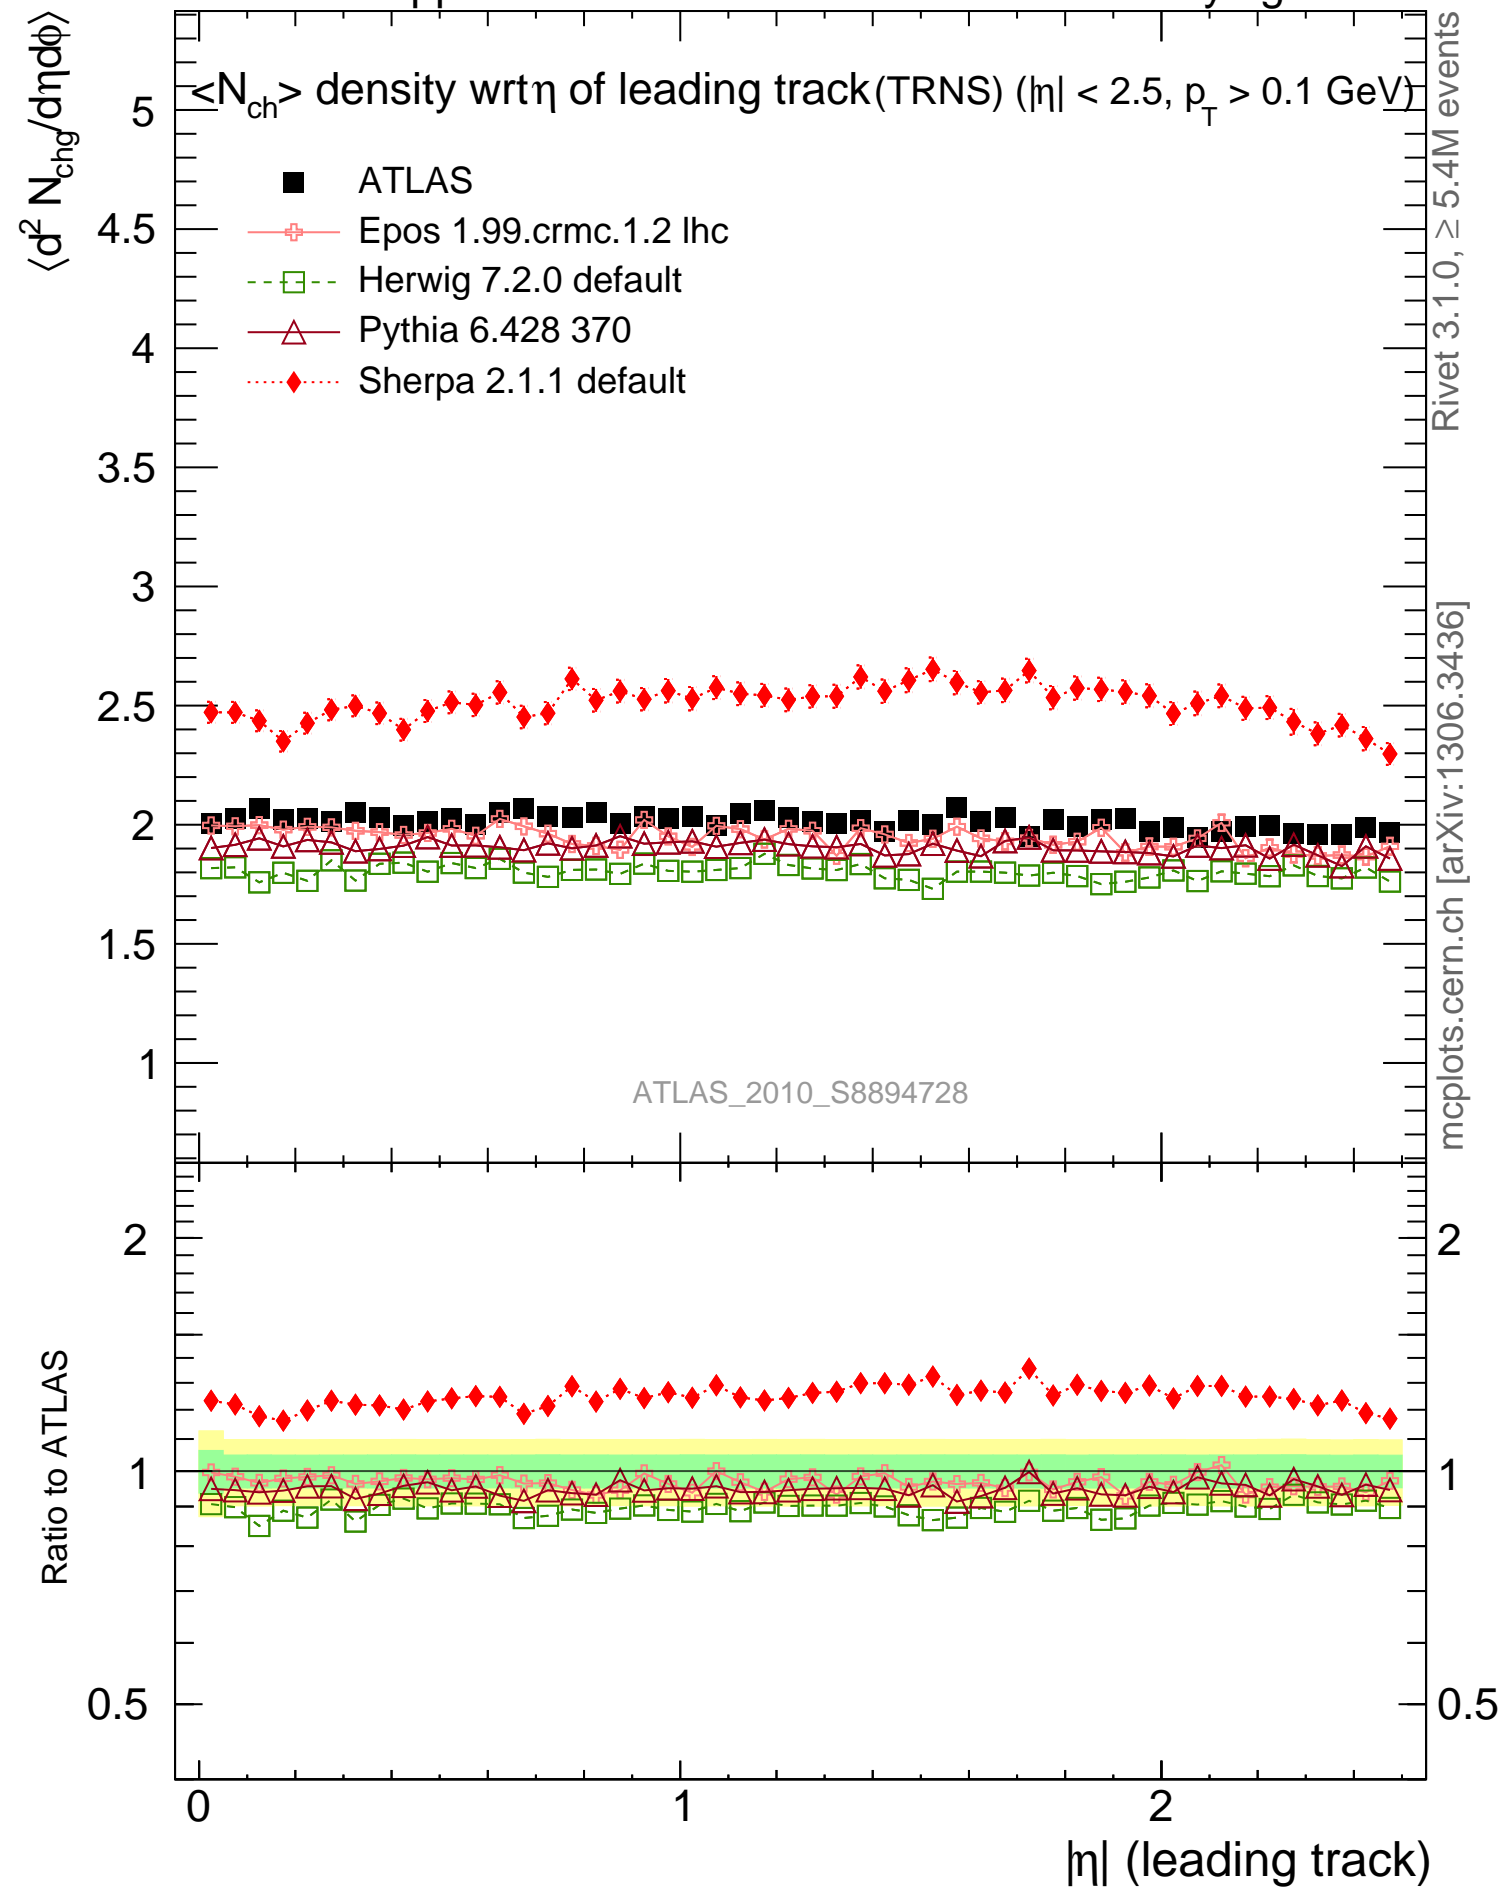 <N_ch> density wrt η of leading track (TRNS) (|η| < 2.5, p_T > 0.1 GeV)
⟨d² N_chg/dηdϕ⟩
ATLAS
Epos 1.99.crmc.1.2 lhc
Herwig 7.2.0 default
Pythia 6.428 370
Sherpa 2.1.1 default
5
4.5
4
3.5
3
2.5
2
1.5
1
ATLAS_2010_S8894728
Rivet 3.1.0, ≥ 5.4M events
mcplots.cern.ch [arXiv:1306.3436]
Ratio to ATLAS
2
1
0.5
2
1
0.5
0
1
2
|η| (leading track)